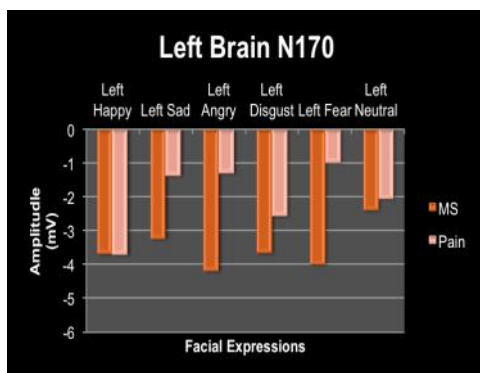 Left Brain N170
Left Happy
Left Sad
Left Angry
Left Disgust
Left Fear
Left Neutral
0
-1
-2
-3
-4
-5
-6
Amplitudle
(mV)
MS
Pain
Facial Expressions